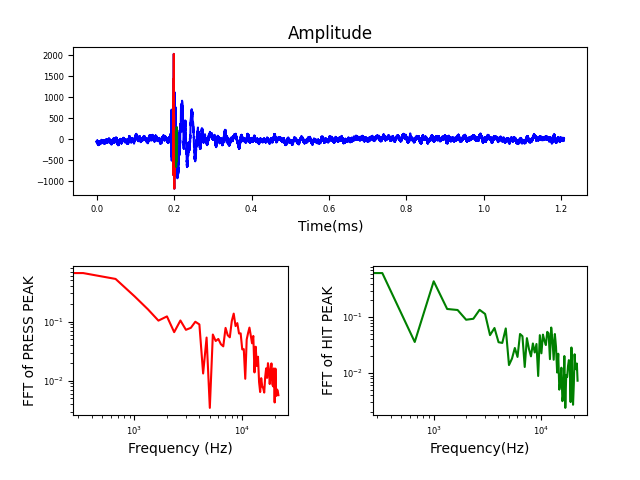 Amplitude
2000
1500
1000
500
0
−500
−1000
0.0 0.2 0.4 0.6 0.8 1.0 1.2
Time(ms)
FFT of PRESS PEAK
10⁻¹
10⁻²
10³ 10⁴
Frequency (Hz)
FFT of HIT PEAK
10⁻¹
10⁻²
10³ 10⁴
Frequency(Hz)